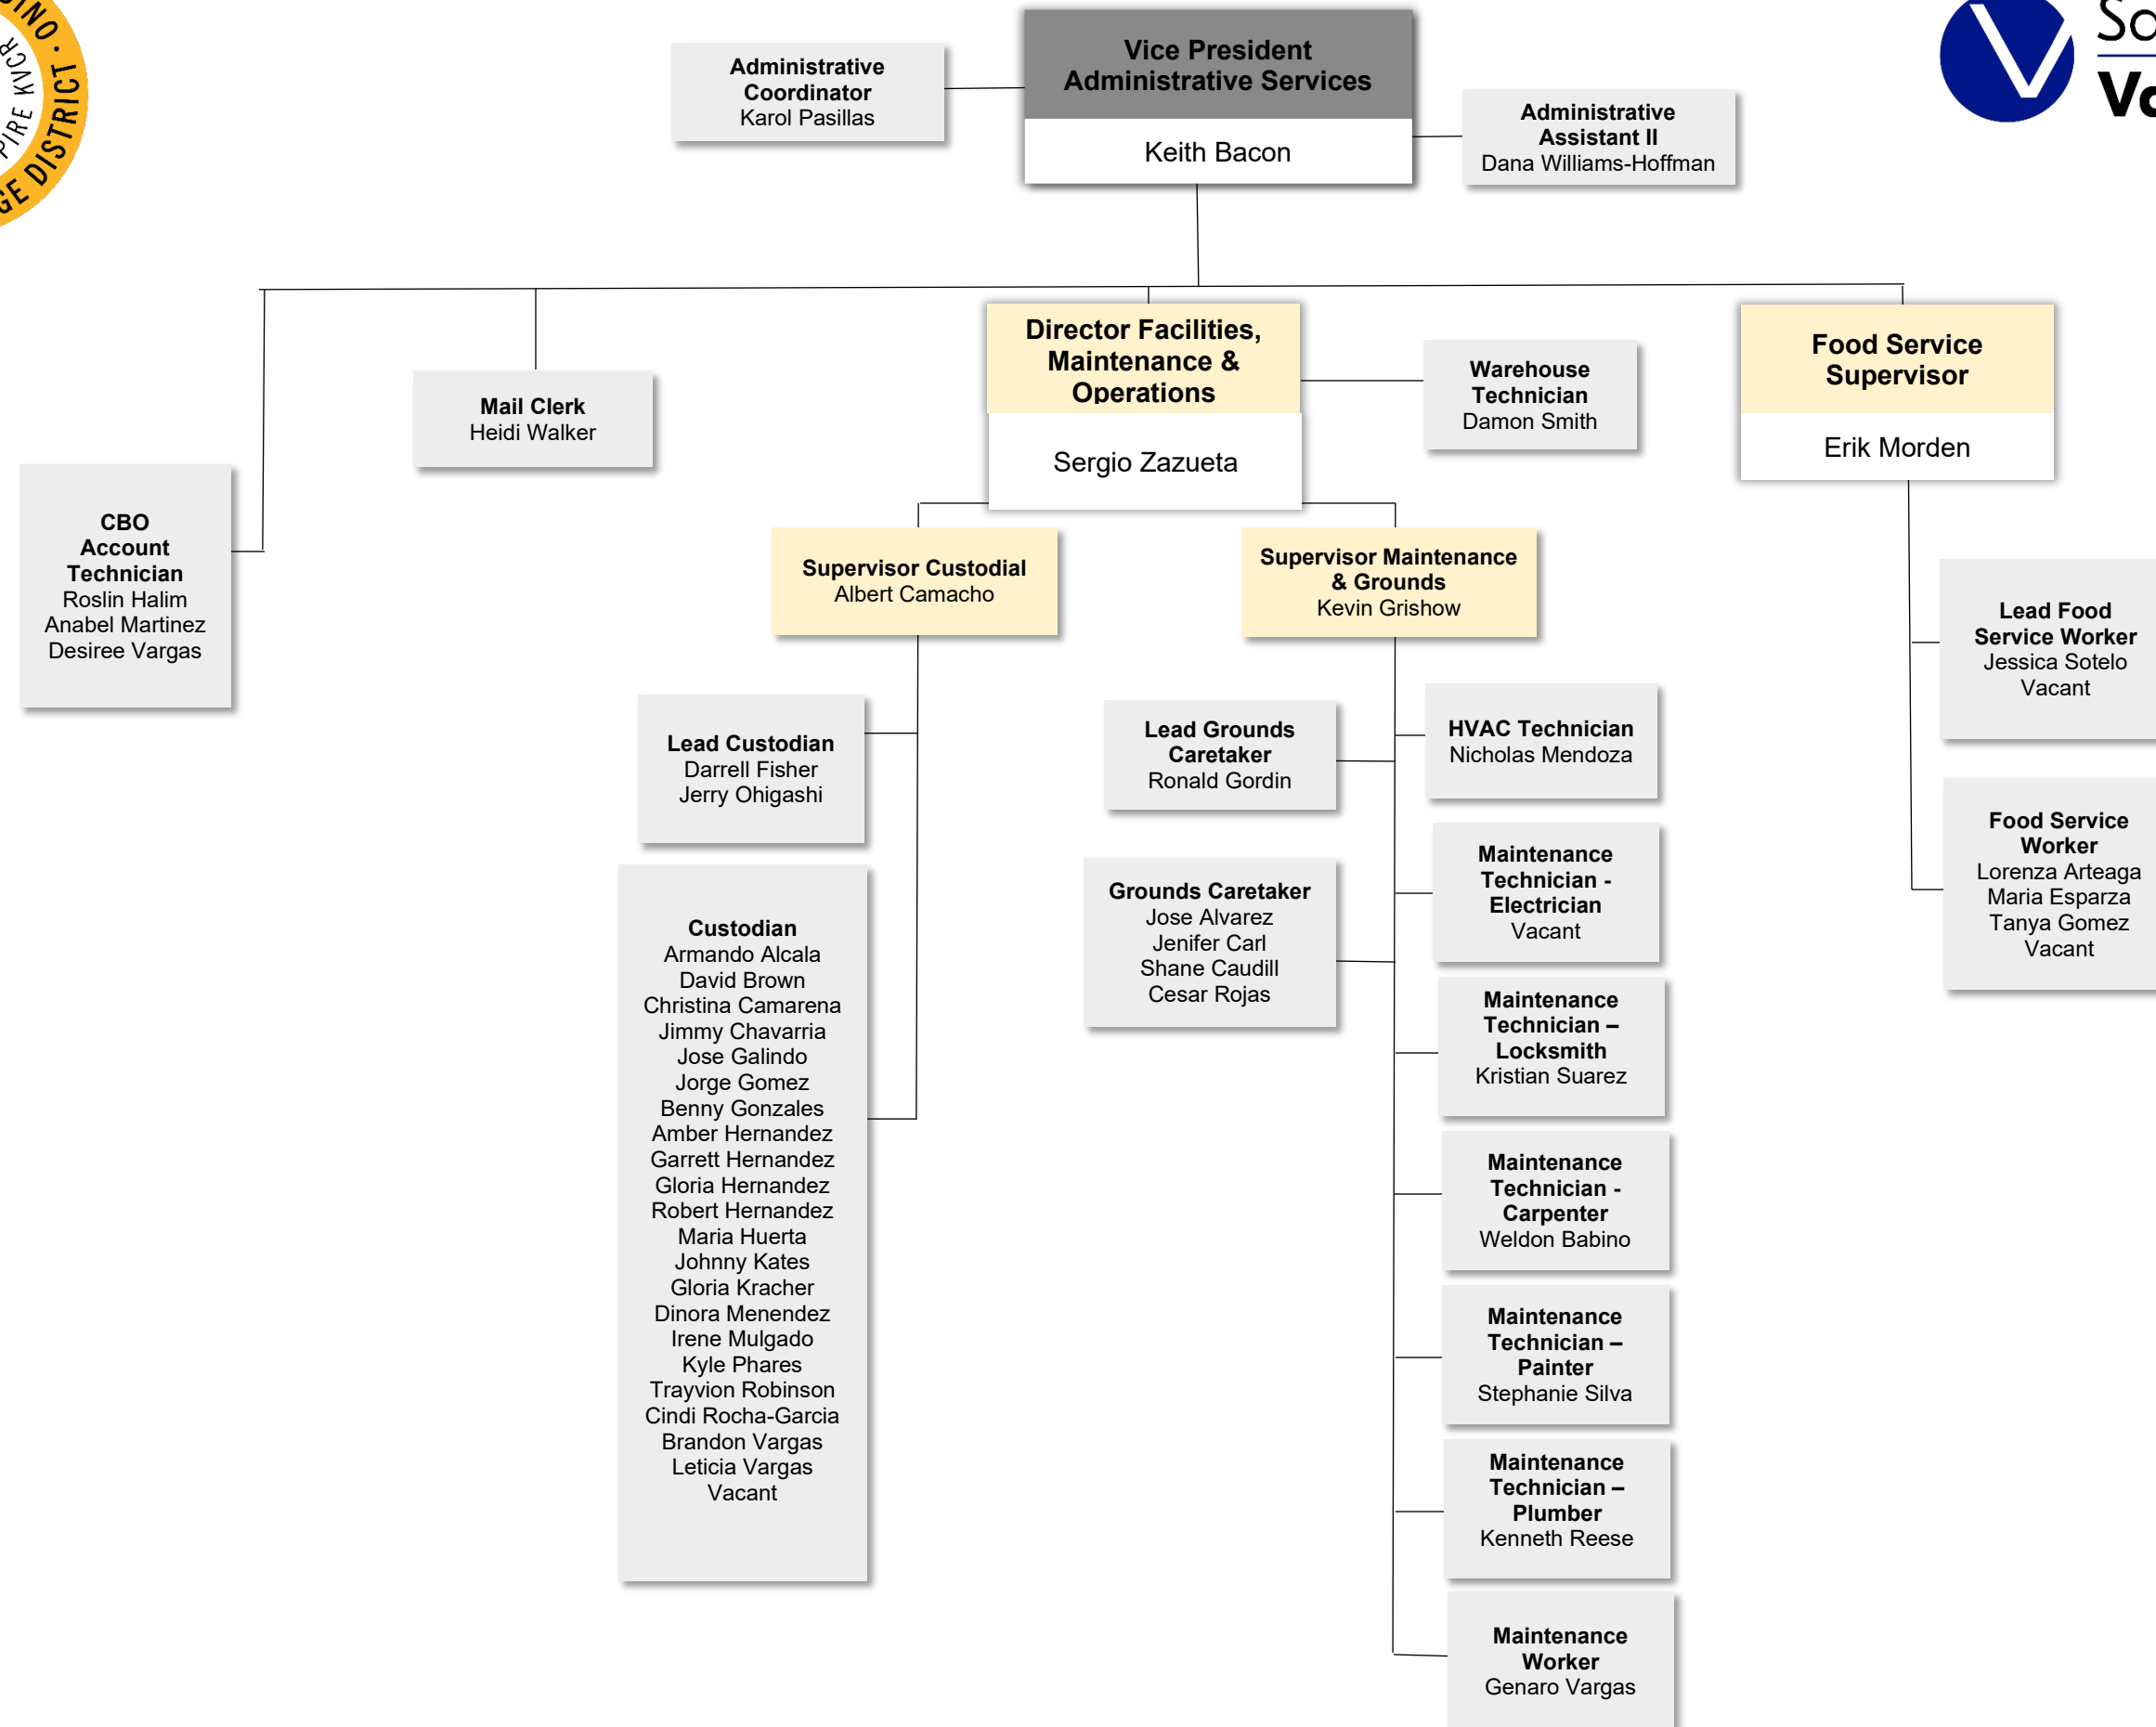 KVCR
DISTRICT
Vice President
Administrative Services
Keith Bacon
Administrative
Coordinator
Karol Pasillas
Administrative
Assistant II
Dana Williams-Hoffman
CBO
Account
Technician
Roslin Halim
Anabel Martinez
Desiree Vargas
Mail Clerk
Heidi Walker
Director Facilities,
Maintenance &
Operations
Sergio Zazueta
Warehouse
Technician
Damon Smith
Food Service
Supervisor
Erik Morden
Supervisor Custodial
Albert Camacho
Supervisor Maintenance
& Grounds
Kevin Grishow
Lead Custodian
Darrell Fisher
Jerry Ohigashi
Custodian
Armando Alcala
David Brown
Christina Camarena
Jimmy Chavarria
Jose Galindo
Jorge Gomez
Benny Gonzales
Amber Hernandez
Garrett Hernandez
Gloria Hernandez
Robert Hernandez
Maria Huerta
Johnny Kates
Gloria Kracher
Dinora Menendez
Irene Mulgado
Kyle Phares
Trayvion Robinson
Cindi Rocha-Garcia
Brandon Vargas
Leticia Vargas
Vacant
Lead Grounds
Caretaker
Ronald Gordin
Grounds Caretaker
Jose Alvarez
Jenifer Carl
Shane Caudill
Cesar Rojas
HVAC Technician
Nicholas Mendoza
Maintenance
Technician -
Electrician
Vacant
Maintenance
Technician –
Locksmith
Kristian Suarez
Maintenance
Technician -
Carpenter
Weldon Babino
Maintenance
Technician –
Painter
Stephanie Silva
Maintenance
Technician –
Plumber
Kenneth Reese
Maintenance
Worker
Genaro Vargas
Lead Food
Service Worker
Jessica Sotelo
Vacant
Food Service
Worker
Lorenza Arteaga
Maria Esparza
Tanya Gomez
Vacant